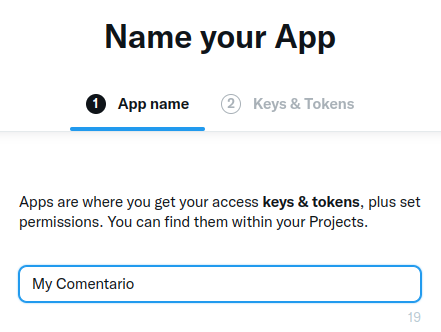 Name your App
1 App name 2 Keys & Tokens
Apps are where you get your access keys & tokens, plus set
permissions. You can find them within your Projects.
My Comentario
19